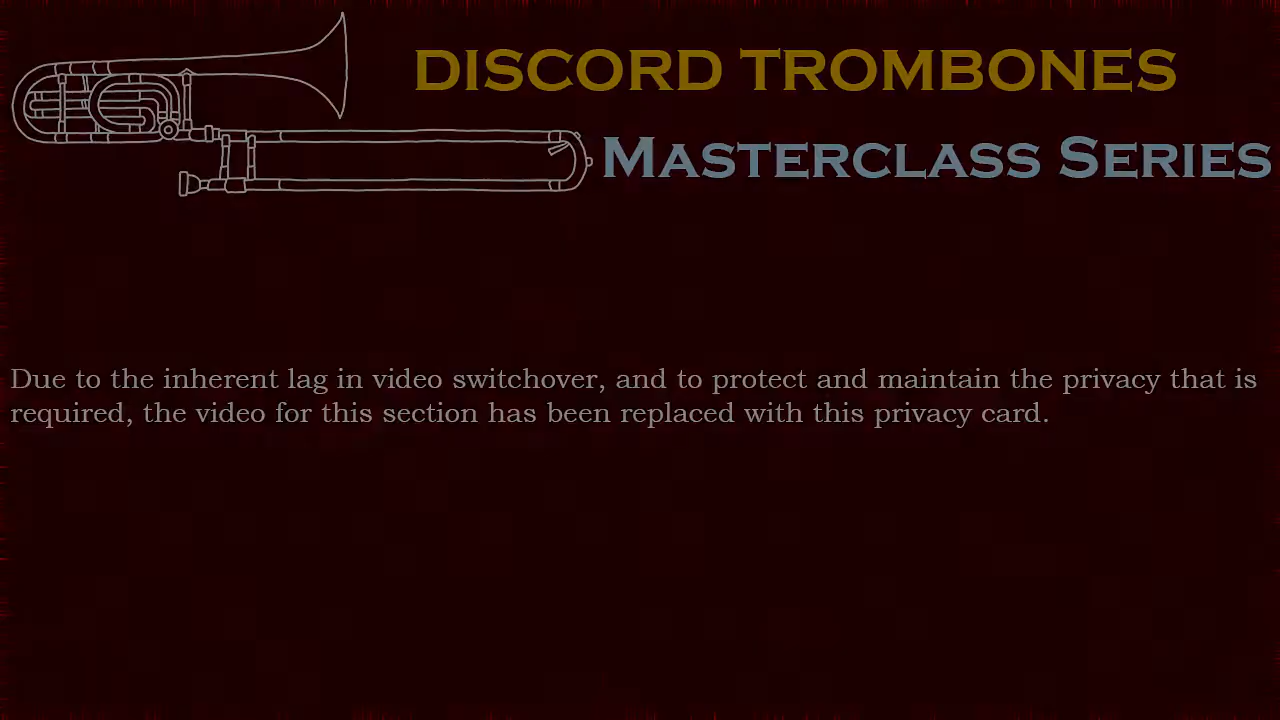 DISCORD TROMBONES
MASTERCLASS SERIES
Due to the inherent lag in video switchover, and to protect and maintain the privacy that is
required, the video for this section has been replaced with this privacy card.